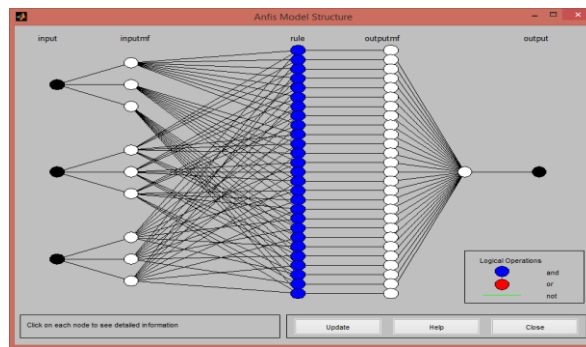 Anfis Model Structure
input inputmf rule outputmf output
Logical Operations
and
or
not
Click on each node to see detailed information
Update Help Close